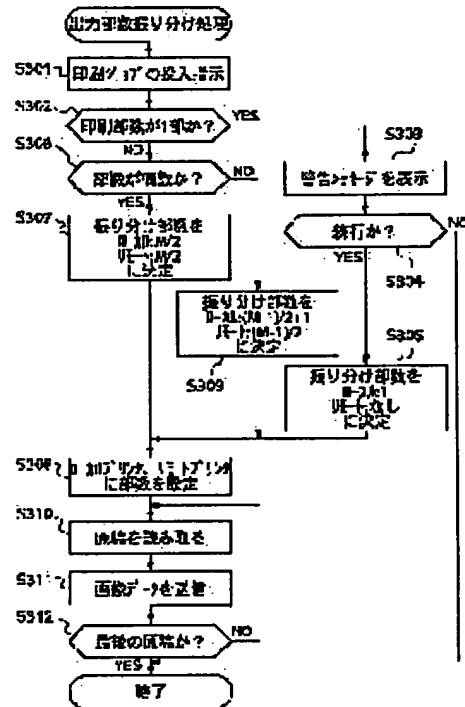 出力部数振り分け処理
S301
印刷ジョブの投入指示
S302
印刷部数が1部か?
YES
NO
S306
部数が偶数か?
NO
YES
S307
振り分け部数を
ローカル:M/2
リモート:M/2
に決定
S303
警告メッセージを表示
続行か?
NO
YES
S304
振り分け部数を
ローカル:(M-1)/2+1
リモート:(M-1)/2
に決定
S309
S305
振り分け部数を
ローカル:1
リモート:なし
に決定
S308
ローカルプリンタ、リモートプリンタ
に部数を設定
S310
原稿を読み取る
S311
画像データを送信
S312
最後の原稿か?
NO
YES
終了